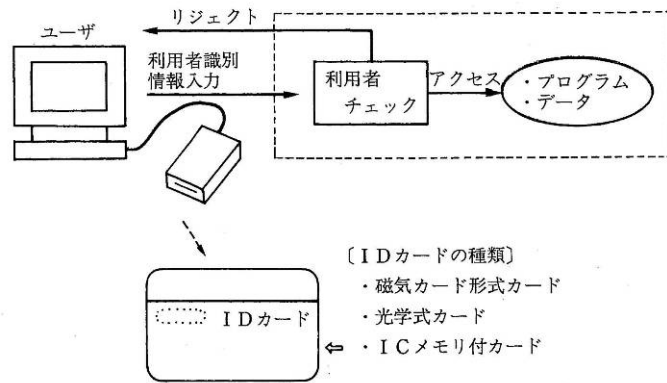 リジェクト
ユーザ
利用者識別
情報入力
利用者
チェック
アクセス
・プログラム
・データ
〔IDカードの種類〕
・磁気カード形式カード
・光学式カード
⇦ ・ICメモリ付カード
IDカード